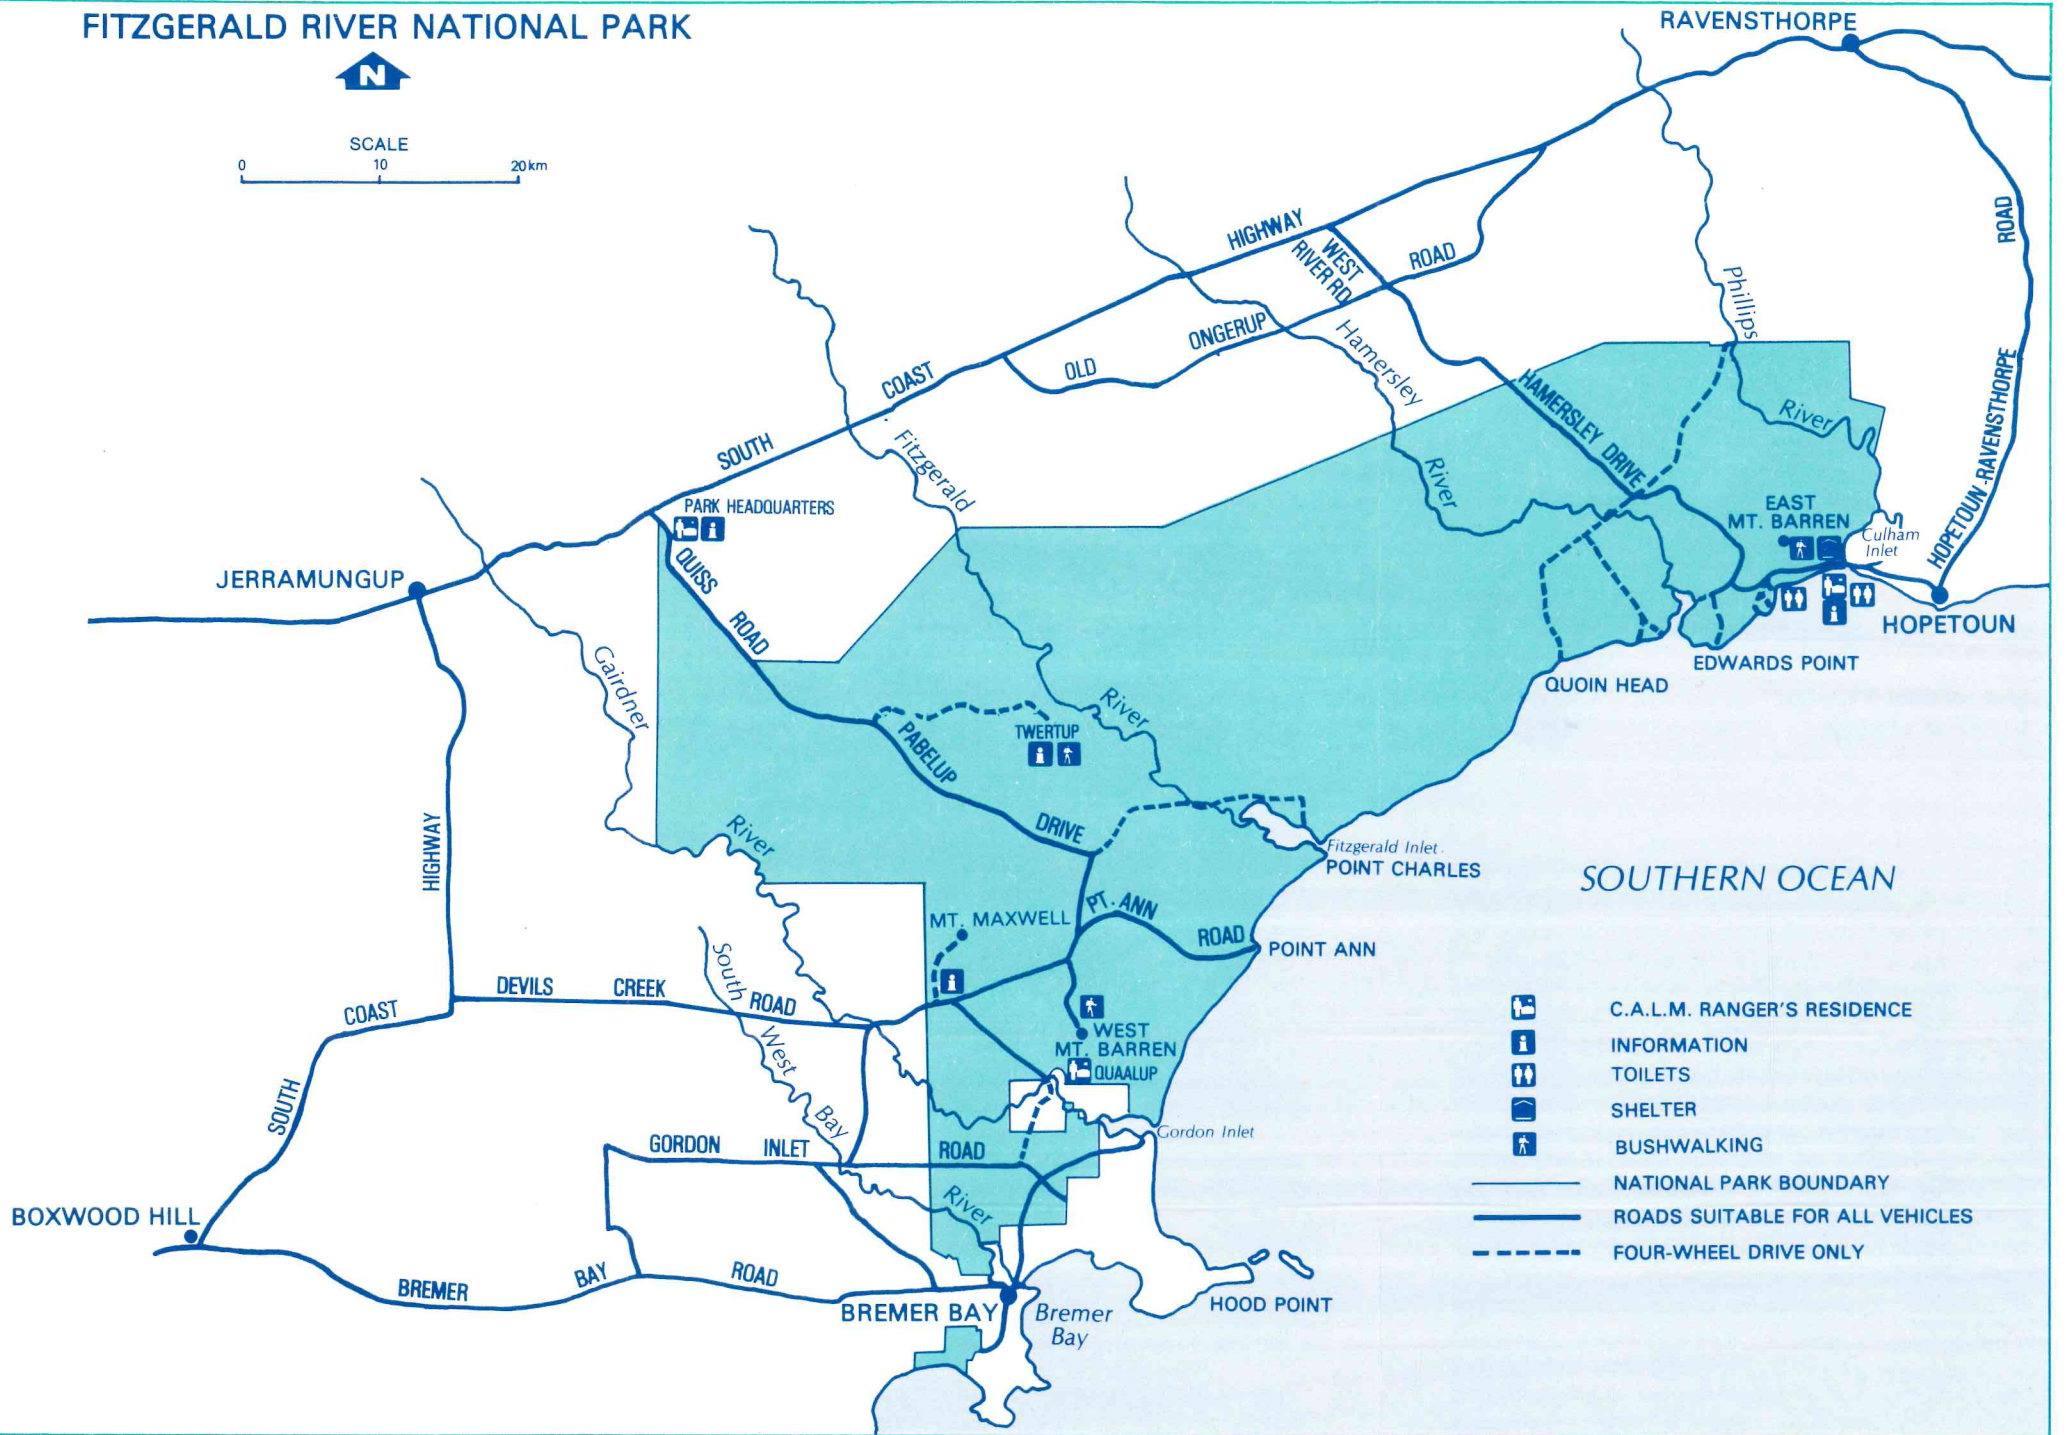 FITZGERALD RIVER NATIONAL PARK
N
SCALE
0 10 20 km
RAVENSTHORPE
HIGHWAY
WEST
RIVER RD
ROAD
ROAD
Phillips
OLD
ONGERUP
Hamersley
COAST
HAMERSLEY DRIVE
River
HOPETOUN-RAVENSTHORPE
SOUTH
Fitzgerald
River
PARK HEADQUARTERS
EAST
MT. BARREN
Culham
Inlet
JERRAMUNGUP
QUISS
ROAD
HOPETOUN
Gairdner
EDWARDS POINT
QUOIN HEAD
River
TWERTUP
PABELUP
DRIVE
HIGHWAY
River
Fitzgerald Inlet
POINT CHARLES
SOUTHERN OCEAN
MT. MAXWELL
PT. ANN
ROAD
POINT ANN
South
West
Bay
River
DEVILS CREEK ROAD
COAST
SOUTH
WEST
MT. BARREN
QUAALUP
Gordon Inlet
GORDON INLET ROAD
BOXWOOD HILL
BREMER BAY ROAD
BREMER BAY
Bremer
Bay
HOOD POINT
C.A.L.M. RANGER'S RESIDENCE
INFORMATION
TOILETS
SHELTER
BUSHWALKING
NATIONAL PARK BOUNDARY
ROADS SUITABLE FOR ALL VEHICLES
FOUR-WHEEL DRIVE ONLY